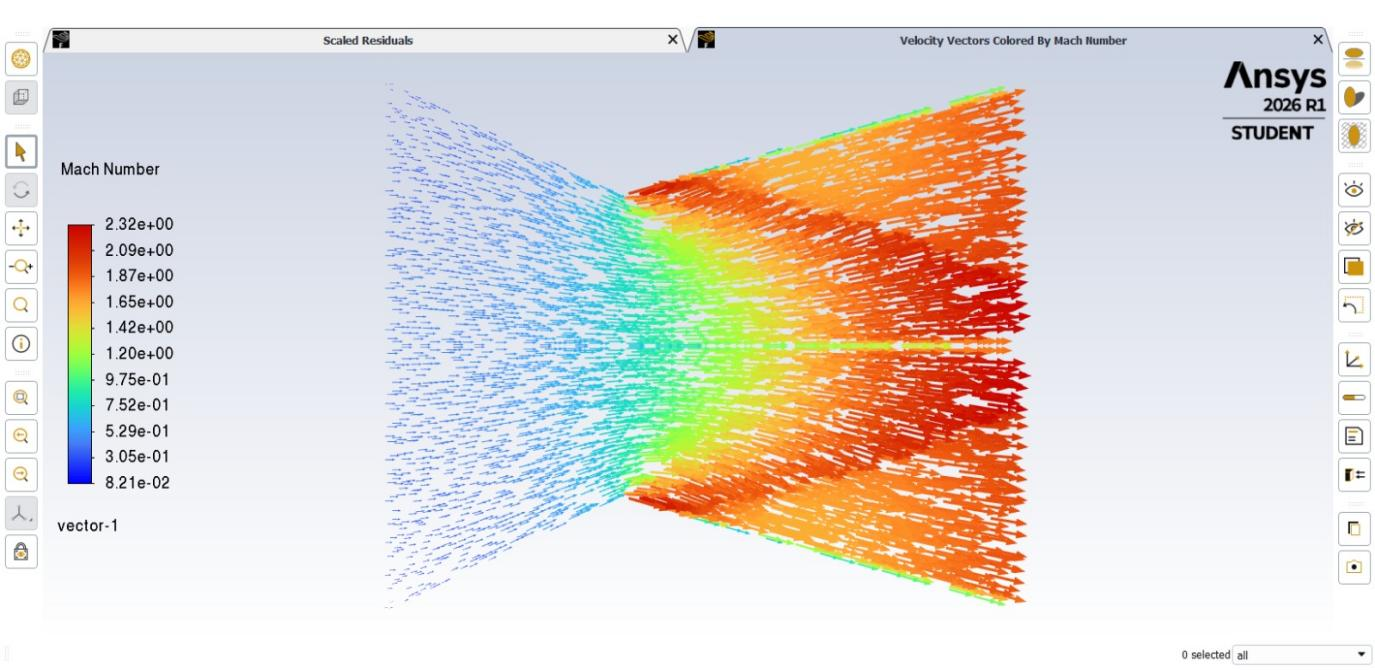 Scaled Residuals
Velocity Vectors Colored By Mach Number
Ansys
2026 R1
STUDENT
Mach Number
2.32e+00
2.09e+00
1.87e+00
1.65e+00
1.42e+00
1.20e+00
9.75e-01
7.52e-01
5.29e-01
3.05e-01
8.21e-02
vector-1
0 selected all